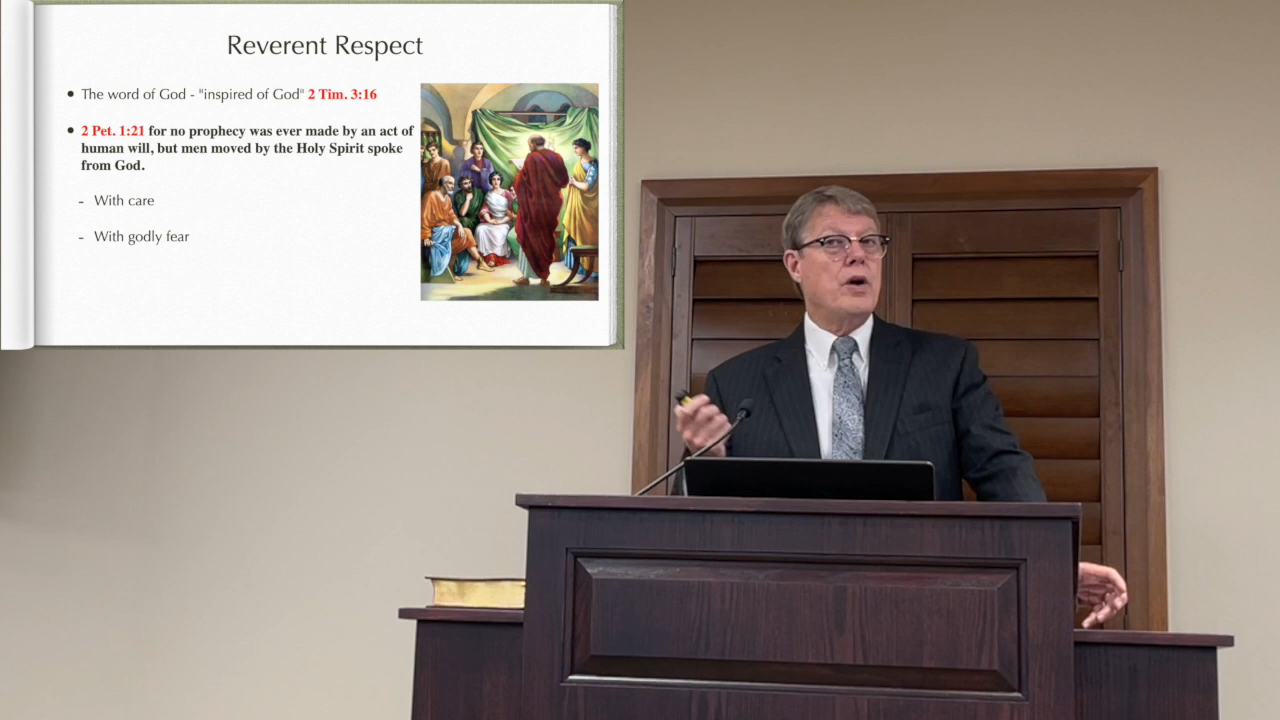 Reverent Respect
• The word of God - "inspired of God" 2 Tim. 3:16
• 2 Pet. 1:21 for no prophecy was ever made by an act of
human will, but men moved by the Holy Spirit spoke
from God.
- With care
- With godly fear